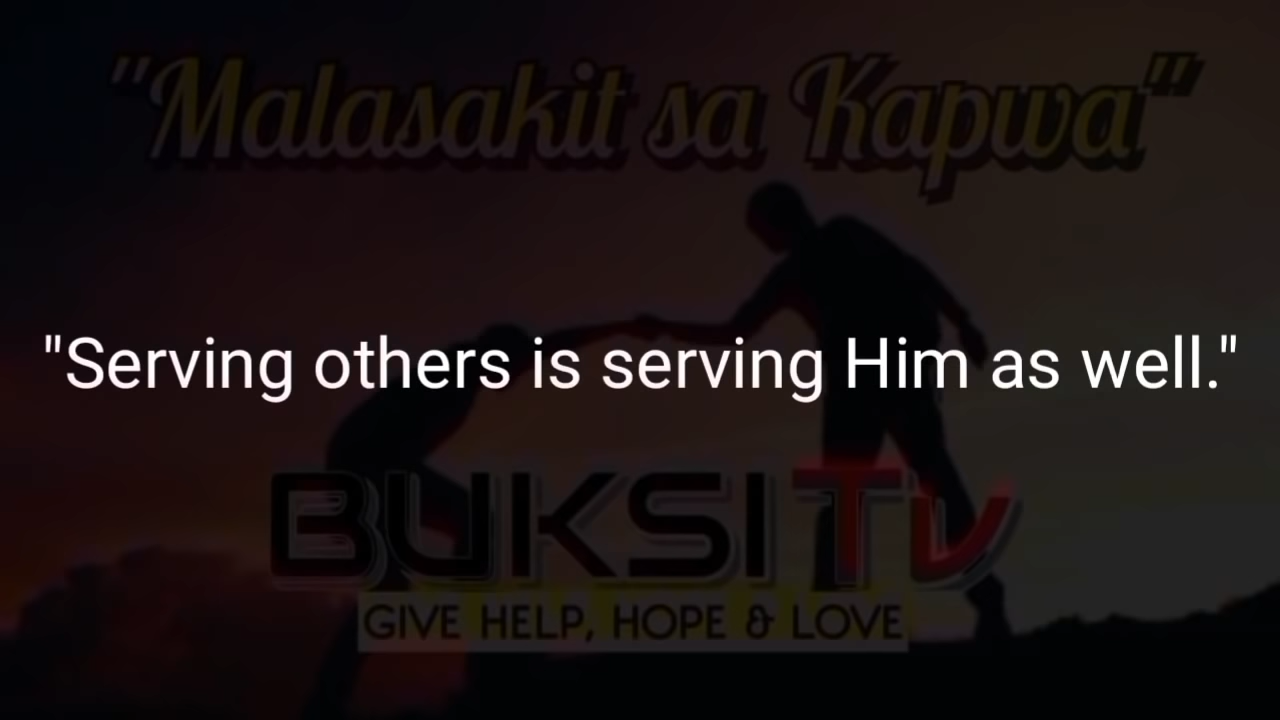 "Malasakit sa Kapwa"
"Serving others is serving Him as well."
BUKSI Tv
GIVE HELP, HOPE & LOVE